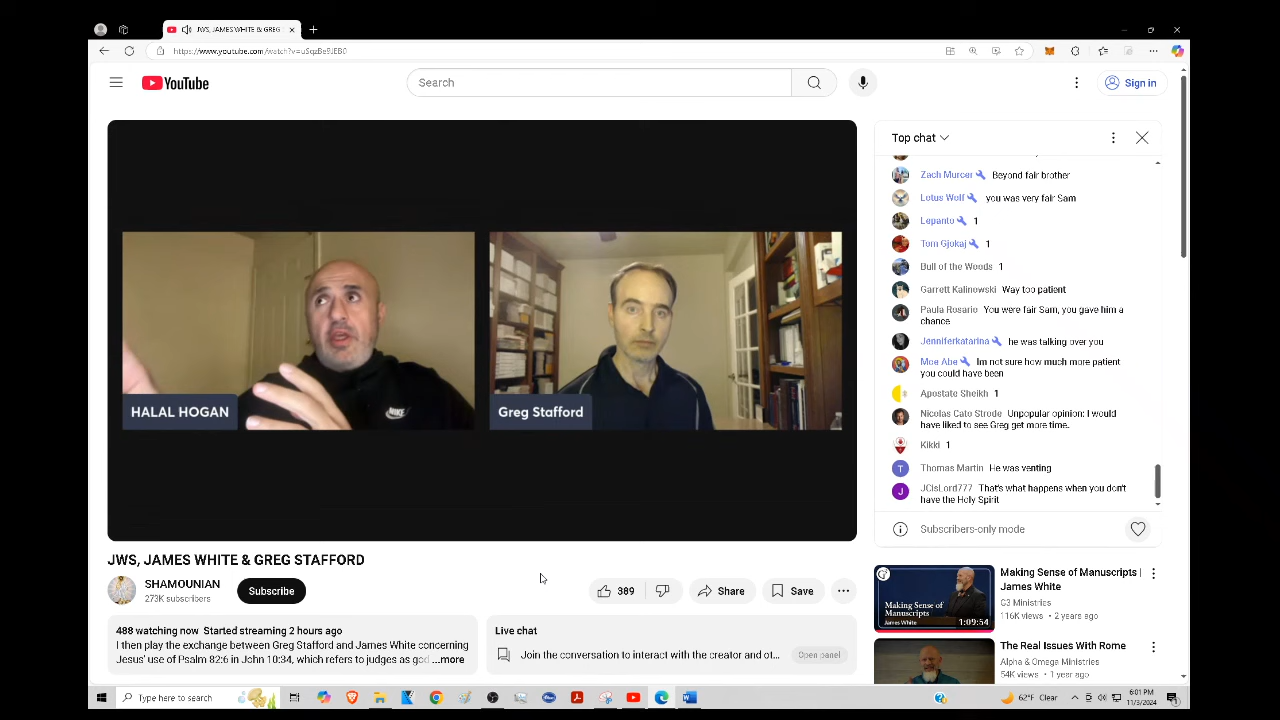 JWS, JAMES WHITE & GREG S
https://www.youtube.com/watch?v=uSqzBe9JEB0
YouTube
Search
Sign in
Top chat
Zach Murcer Beyond fair brother
Lotus Wolf you was very fair Sam
Lepanto 1
Tom Gjokaj 1
Bull of the Woods 1
Garrett Kalinowski Way too patient
Paula Rosario You were fair Sam, you gave him a
chance
Jenniferkatarina he was talking over you
Moe Abe Im not sure how much more patient
you could have been
Apostate Sheikh 1
Nicolas Cato Strode Unpopular opinion: I would
have liked to see Greg get more time.
Kikki 1
T Thomas Martin He was venting
J JCIsLord777 That's what happens when you don't
have the Holy Spirit
Subscribers-only mode
HALAL HOGAN
Greg Stafford
NIKE
JWS, JAMES WHITE & GREG STAFFORD
SHAMOUNIAN
273K subscribers
Subscribe
389
Share
Save
488 watching now Started streaming 2 hours ago
I then play the exchange between Greg Stafford and James White concerning
Jesus' use of Psalm 82:6 in John 10:34, which refers to judges as god ...more
Live chat
Join the conversation to interact with the creator and ot...
Open panel
Making Sense of
Manuscripts
James White
1:09:54
Making Sense of Manuscripts |
James White
G3 Ministries
116K views • 2 years ago
The Real Issues With Rome
Alpha & Omega Ministries
54K views • 1 year ago
Type here to search
62°F Clear
6:01 PM
11/3/2024